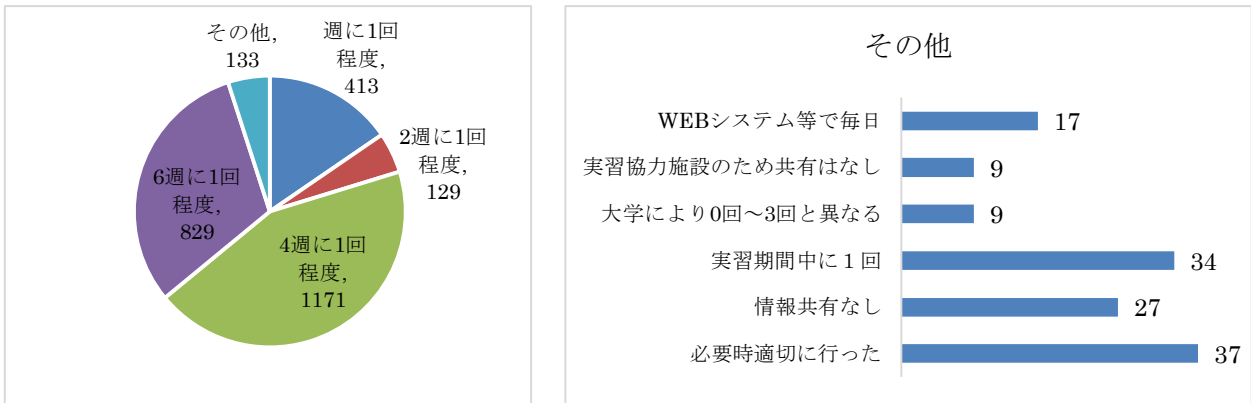 その他,
133
週に1回
程度,
413
2週に1回
程度,
129
4週に1回
程度,
1171
6週に1回
程度,
829
その他
WEBシステム等で毎日 17
実習協力施設のため共有はなし 9
大学により0回～3回と異なる 9
実習期間中に１回 34
情報共有なし 27
必要時適切に行った 37